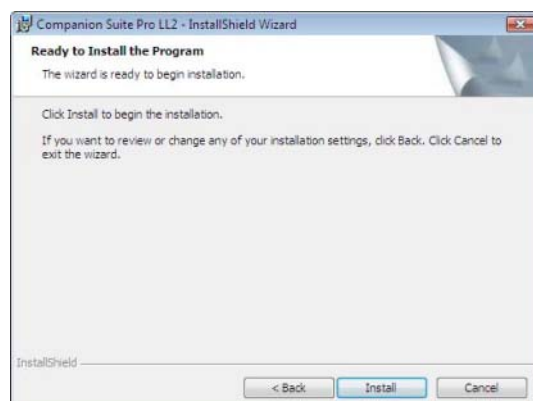 Companion Suite Pro LL2 - InstallShield Wizard
Ready to Install the Program
The wizard is ready to begin installation.
Click Install to begin the installation.
If you want to review or change any of your installation settings, click Back. Click Cancel to
exit the wizard.
InstallShield
< Back
Install
Cancel